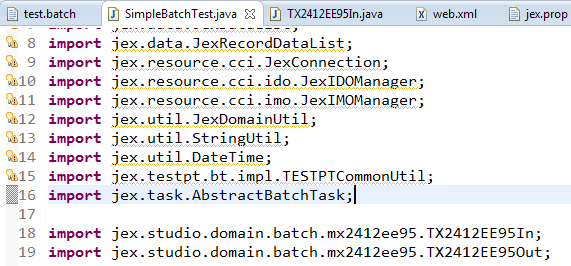 test.batch SimpleBatchTest.java TX2412EE95In.java web.xml jex.prop
8 import jex.data.JexRecordDataList;
9 import jex.resource.cci.JexConnection;
10 import jex.resource.cci.ido.JexIDOManager;
11 import jex.resource.cci.imo.JexIMOManager;
12 import jex.util.JexDomainUtil;
13 import jex.util.StringUtil;
14 import jex.util.DateTime;
15 import jex.testpt.bt.impl.TESTPTCommonUtil;
16 import jex.task.AbstractBatchTask;
17
18 import jex.studio.domain.batch.mx2412ee95.TX2412EE95In;
19 import jex.studio.domain.batch.mx2412ee95.TX2412EE95Out;